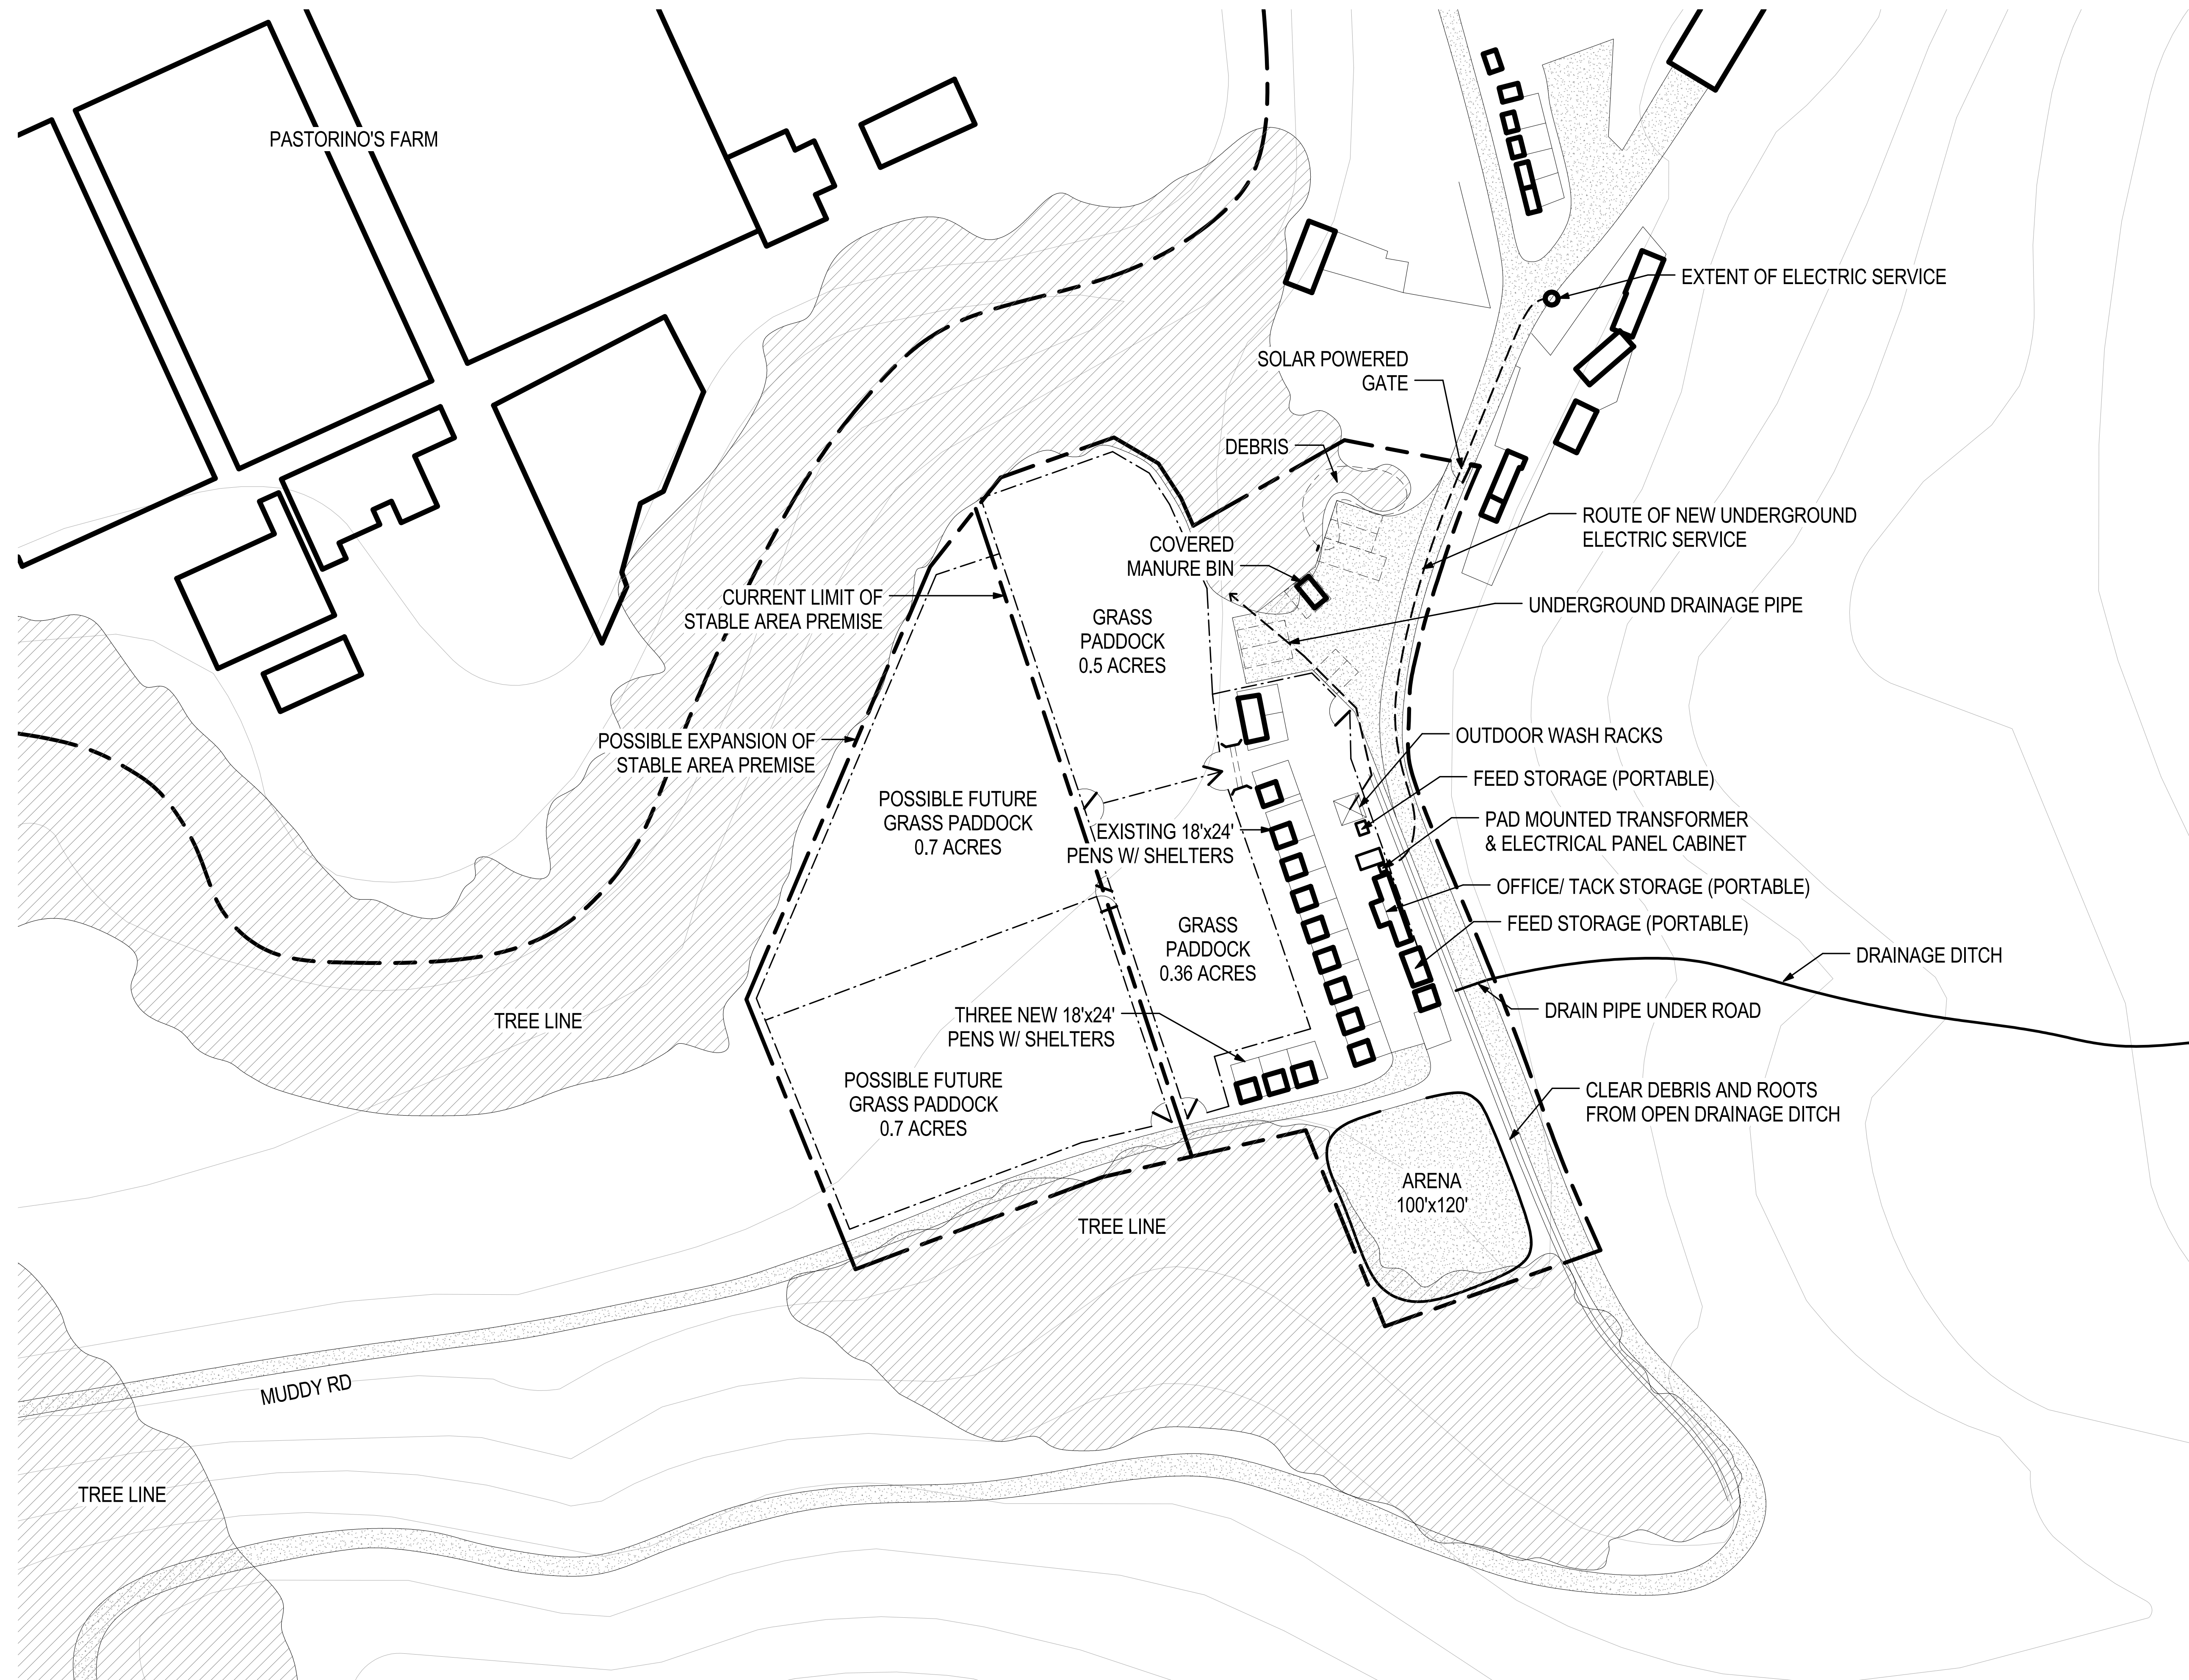 PASTORINO'S FARM
EXTENT OF ELECTRIC SERVICE
SOLAR POWERED
GATE
DEBRIS
ROUTE OF NEW UNDERGROUND
ELECTRIC SERVICE
COVERED
MANURE BIN
CURRENT LIMIT OF
STABLE AREA PREMISE
UNDERGROUND DRAINAGE PIPE
GRASS
PADDOCK
0.5 ACRES
POSSIBLE EXPANSION OF
STABLE AREA PREMISE
OUTDOOR WASH RACKS
FEED STORAGE (PORTABLE)
POSSIBLE FUTURE
GRASS PADDOCK
0.7 ACRES
EXISTING 18'x24'
PENS W/ SHELTERS
PAD MOUNTED TRANSFORMER
& ELECTRICAL PANEL CABINET
OFFICE/ TACK STORAGE (PORTABLE)
FEED STORAGE (PORTABLE)
GRASS
PADDOCK
0.36 ACRES
DRAINAGE DITCH
DRAIN PIPE UNDER ROAD
TREE LINE
THREE NEW 18'x24'
PENS W/ SHELTERS
POSSIBLE FUTURE
GRASS PADDOCK
0.7 ACRES
CLEAR DEBRIS AND ROOTS
FROM OPEN DRAINAGE DITCH
ARENA
100'x120'
TREE LINE
MUDDY RD
TREE LINE